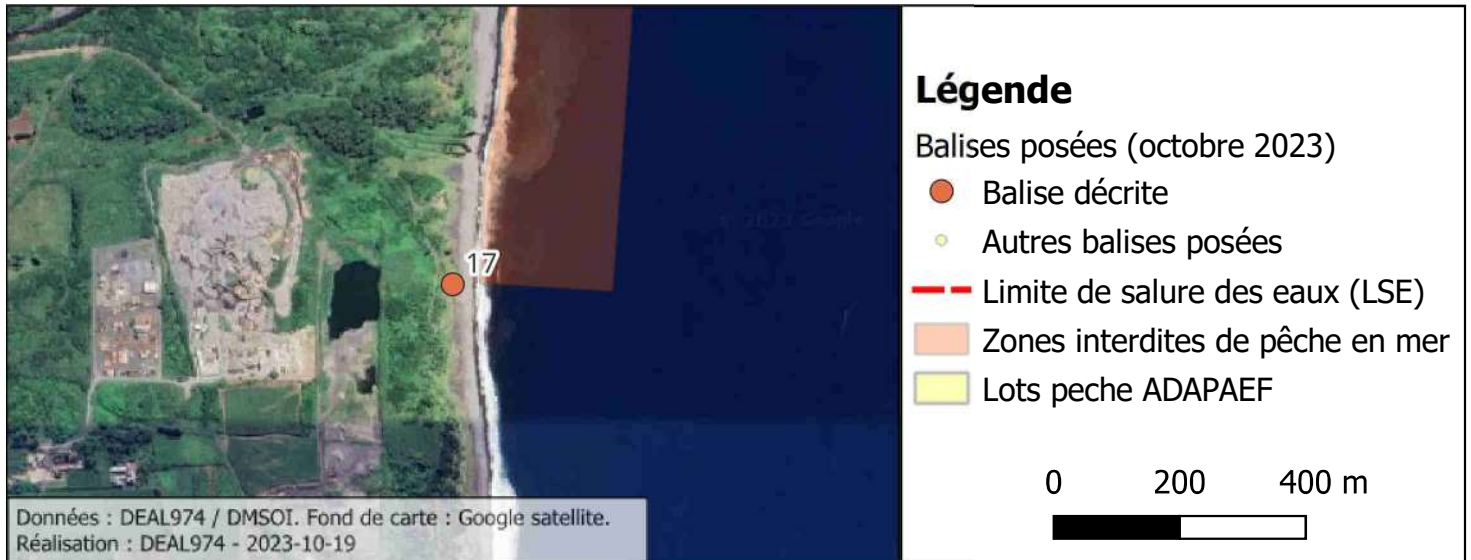 17
© 2023 Google
Données : DEAL974 / DMSOI. Fond de carte : Google satellite.
Réalisation : DEAL974 - 2023-10-19
Légende
Balises posées (octobre 2023)
Balise décrite
Autres balises posées
Limite de salure des eaux (LSE)
Zones interdites de pêche en mer
Lots peche ADAPAEF
0 200 400 m